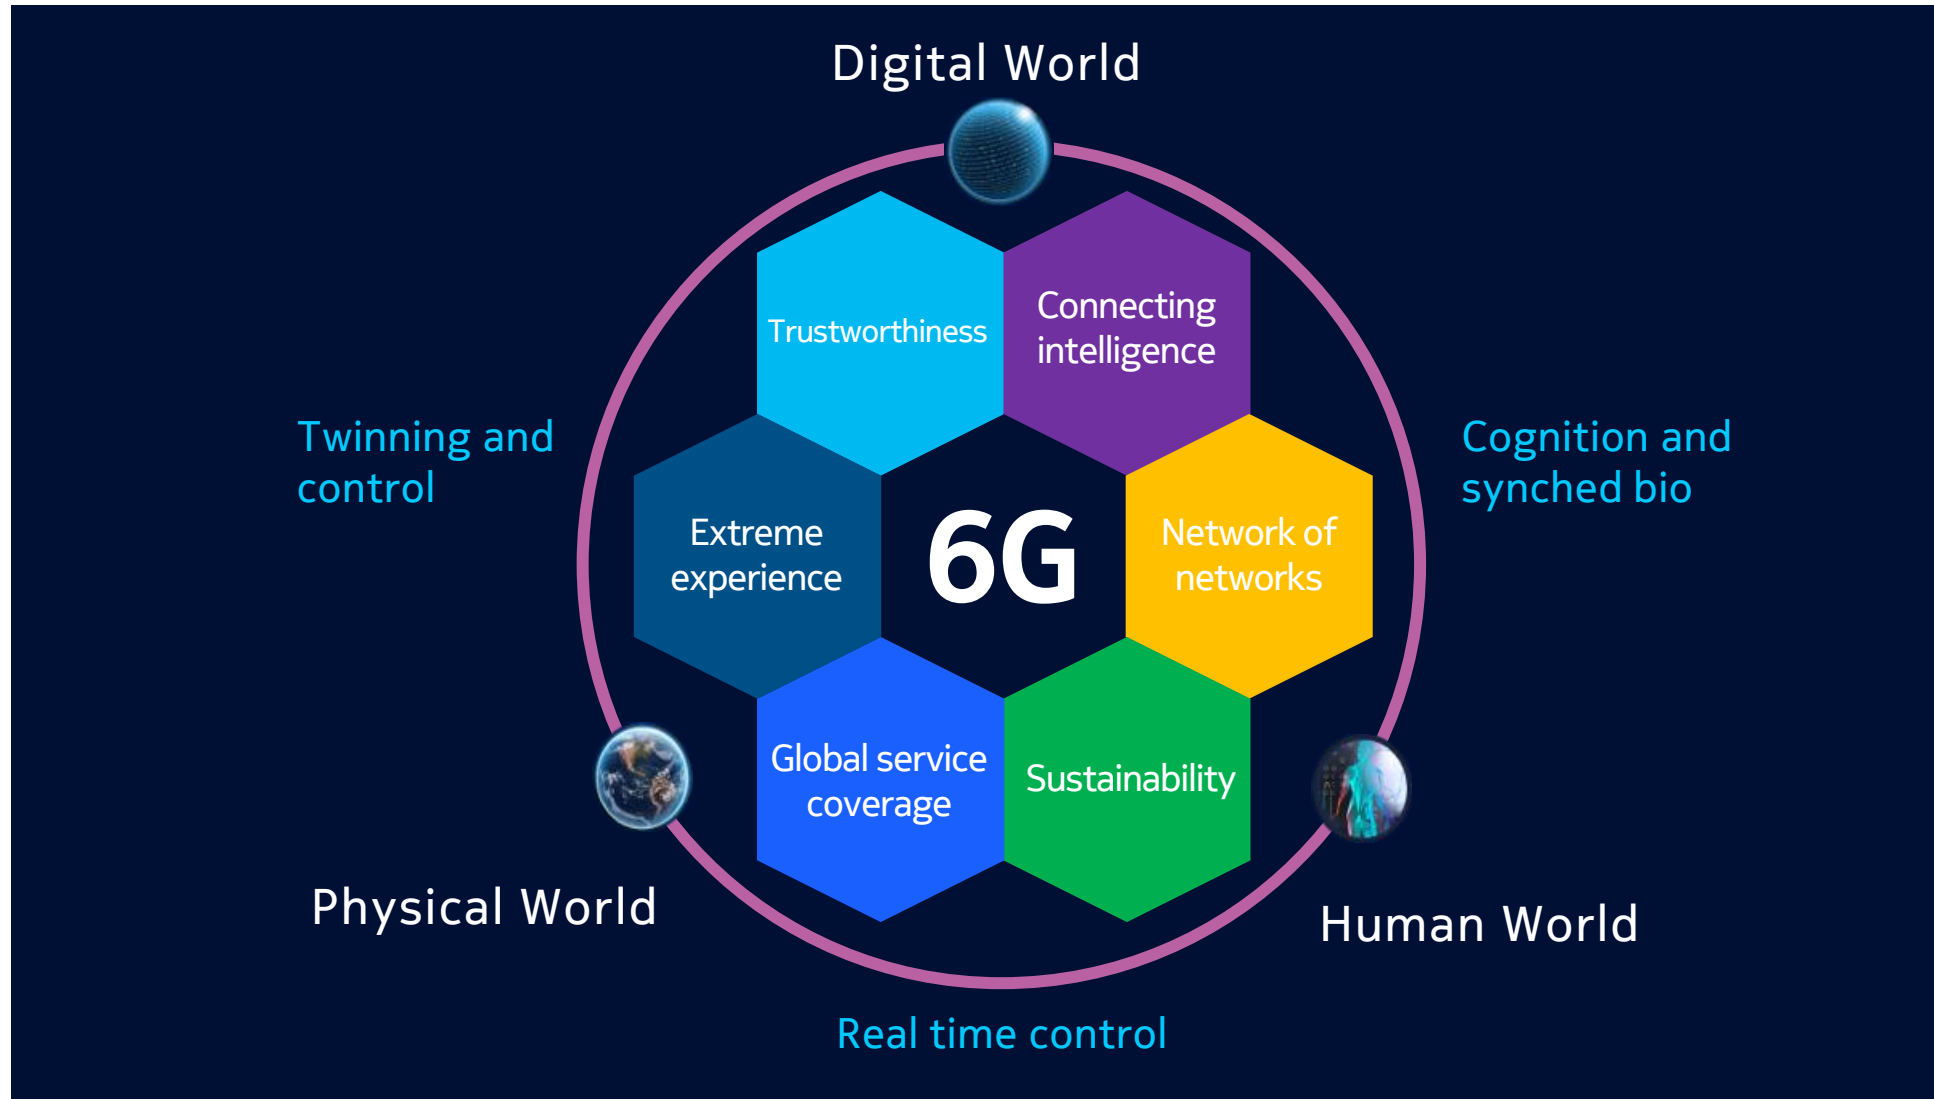 Digital World
Trustworthiness
Connecting
intelligence
Twinning and
control
Cognition and
synched bio
Extreme
experience
6G
Network of
networks
Global service
coverage
Sustainability
Physical World
Human World
Real time control